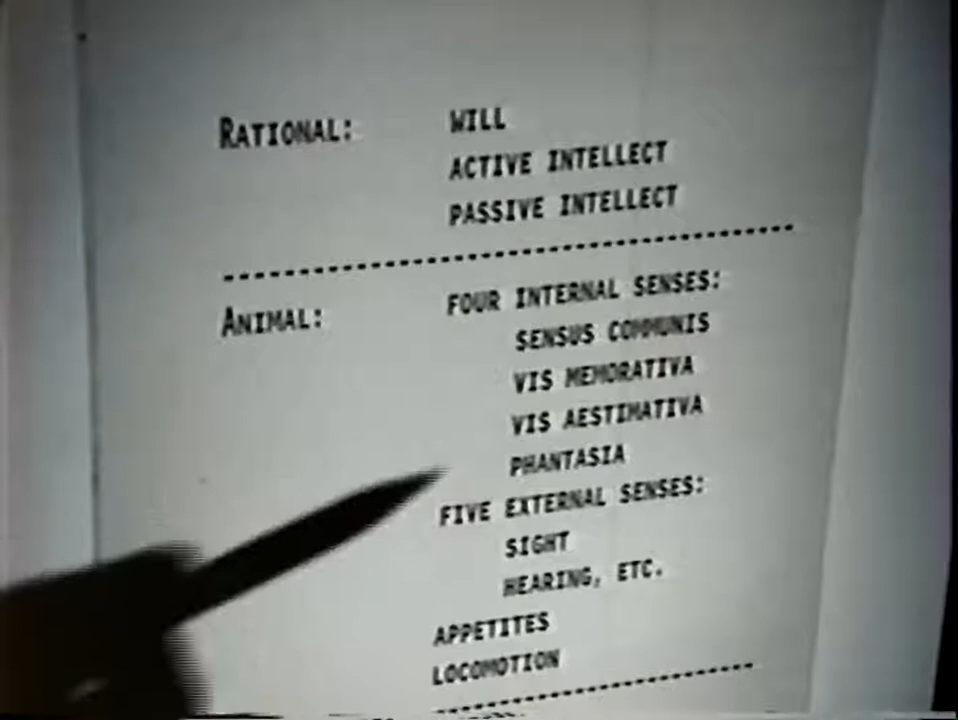 RATIONAL: WILL
ACTIVE INTELLECT
PASSIVE INTELLECT
ANIMAL: FOUR INTERNAL SENSES:
SENSUS COMMUNIS
VIS MEMORATIVA
VIS AESTIMATIVA
PHANTASIA
FIVE EXTERNAL SENSES:
SIGHT
HEARING, ETC.
APPETITES
LOCOMOTION